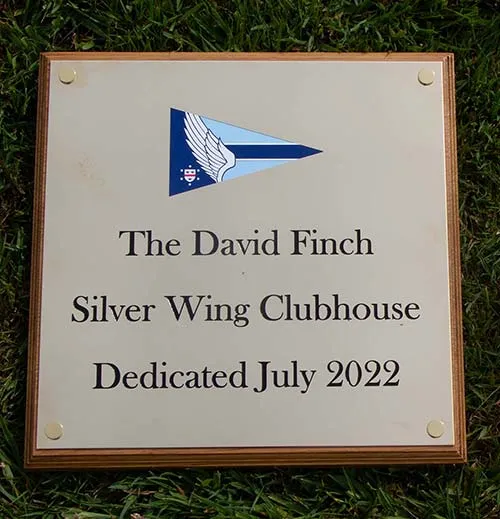 The David Finch
Silver Wing Clubhouse
Dedicated July 2022